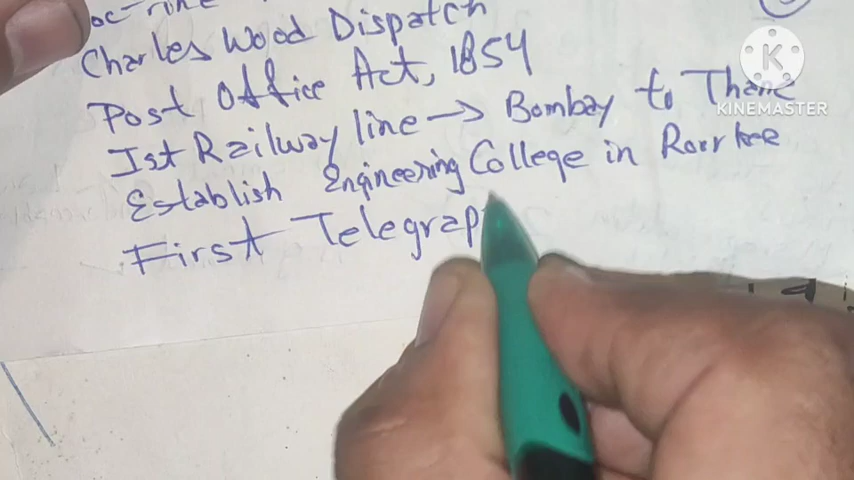 Charles Wood Dispatch
Post Office Act, 1854
Ist Railway line → Bombay to Thane
Establish Engineering College in Roorkee
First Telegrap
K
KINEMASTER